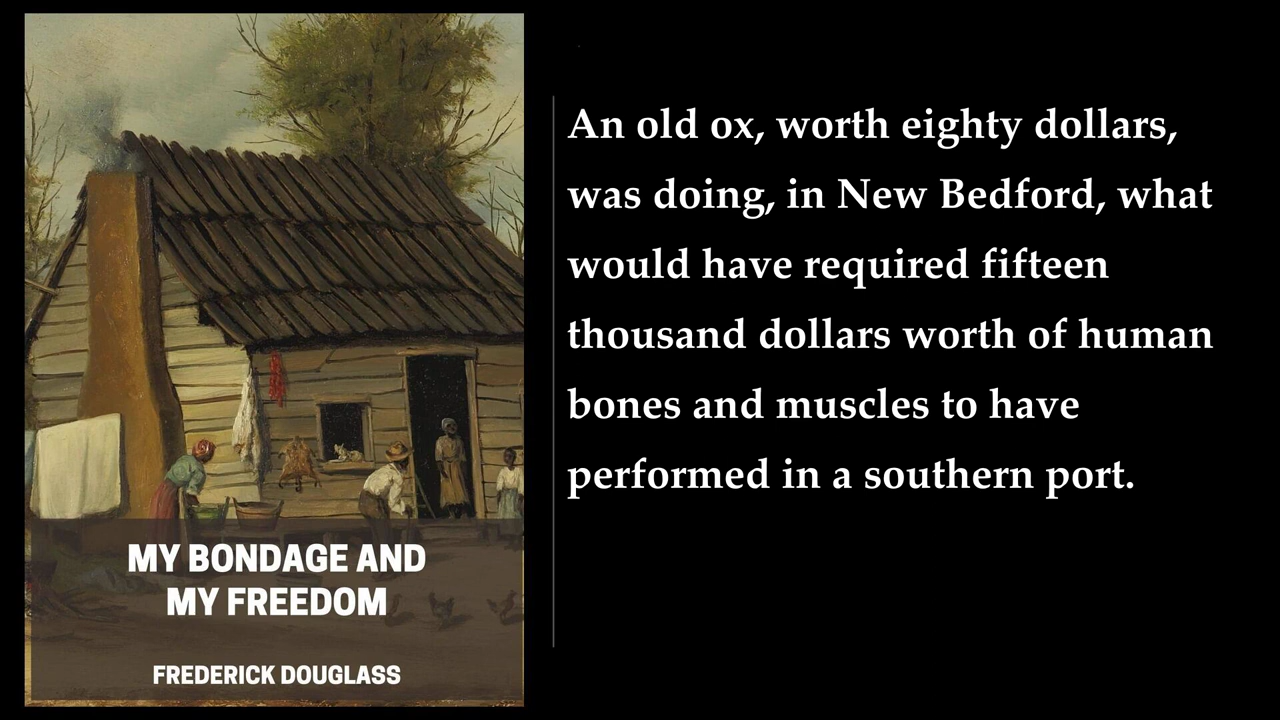 MY BONDAGE AND
MY FREEDOM
FREDERICK DOUGLASS
An old ox, worth eighty dollars,
was doing, in New Bedford, what
would have required fifteen
thousand dollars worth of human
bones and muscles to have
performed in a southern port.